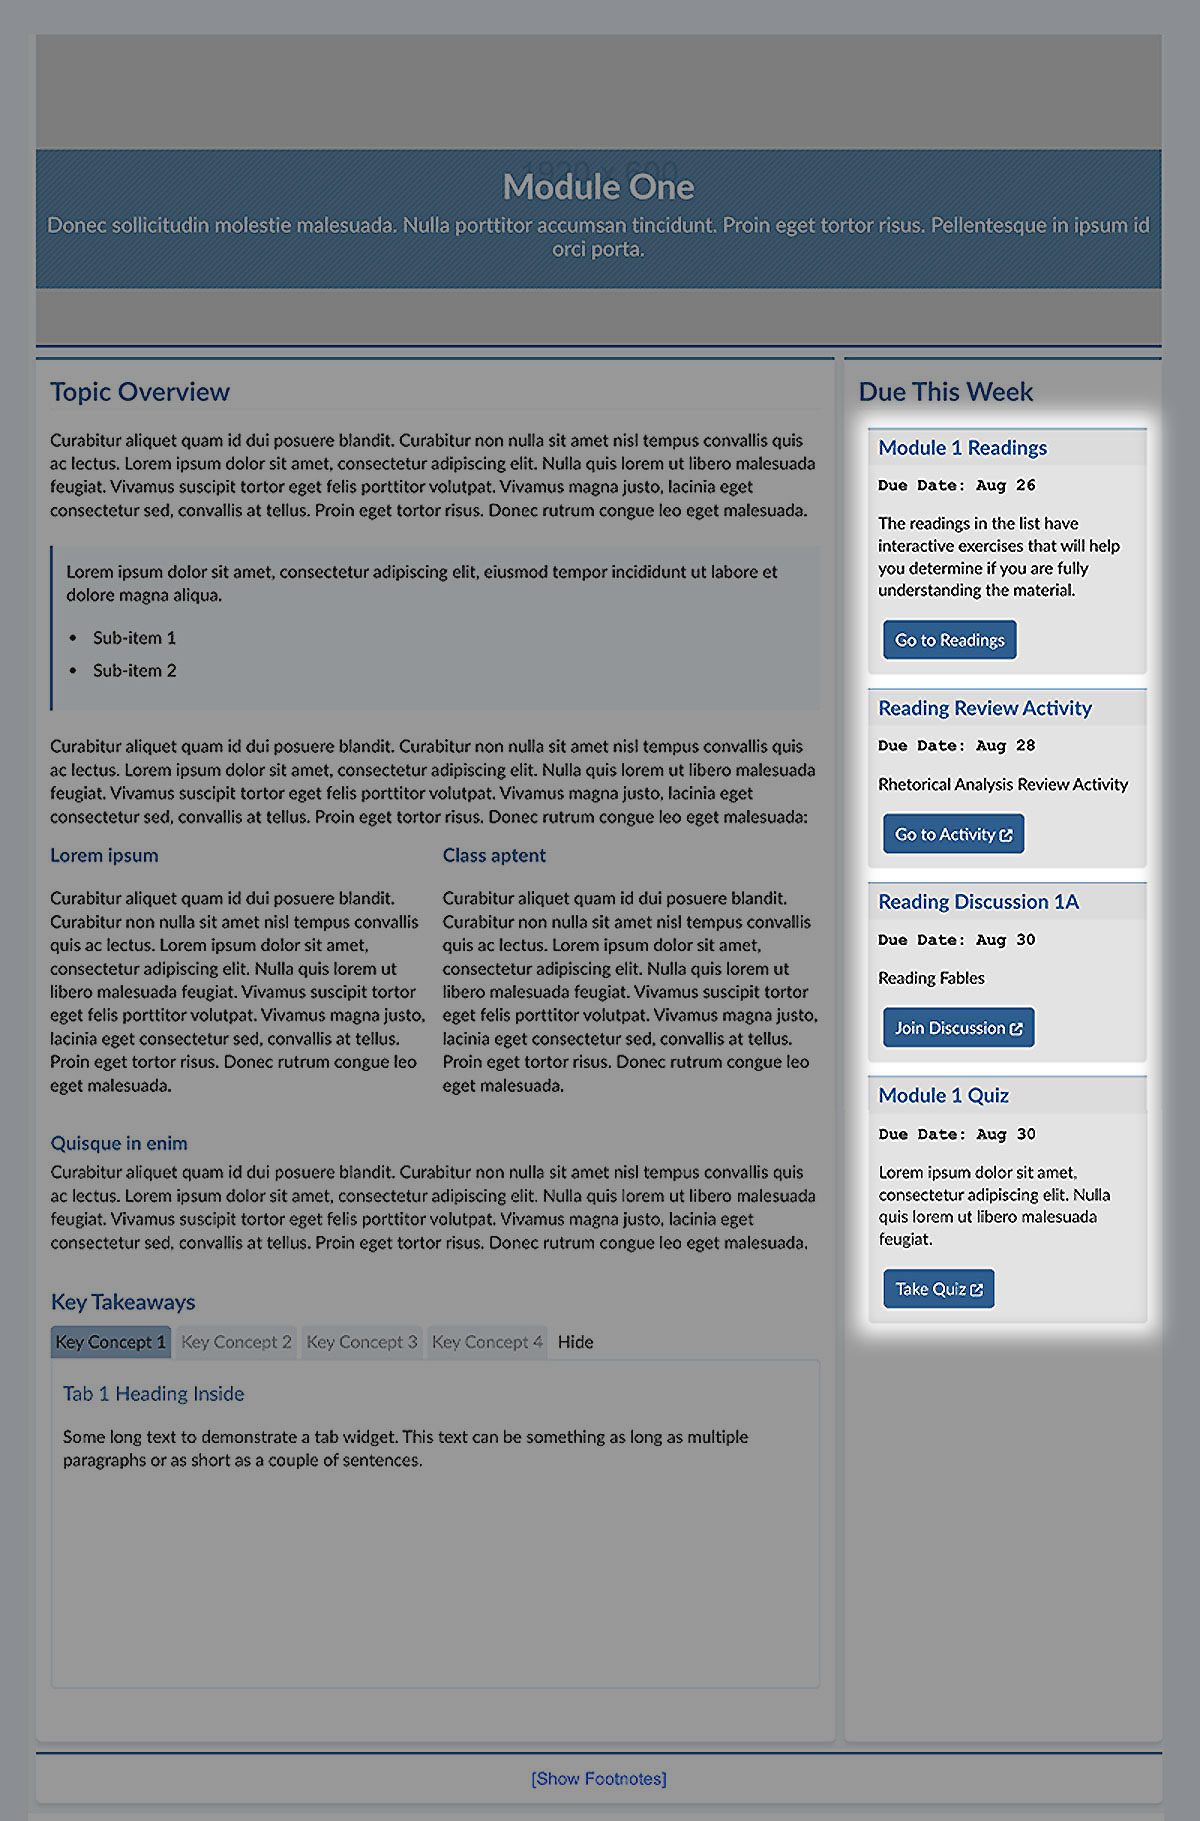 1920 x 600
Module One
Donec sollicitudin molestie malesuada. Nulla porttitor accumsan tincidunt. Proin eget tortor risus. Pellentesque in ipsum id
orci porta.
Topic Overview
Curabitur aliquet quam id dui posuere blandit. Curabitur non nulla sit amet nisl tempus convallis quis
ac lectus. Lorem ipsum dolor sit amet, consectetur adipiscing elit. Nulla quis lorem ut libero malesuada
feugiat. Vivamus suscipit tortor eget felis porttitor volutpat. Vivamus magna justo, lacinia eget
consectetur sed, convallis at tellus. Proin eget tortor risus. Donec rutrum congue leo eget malesuada.
Lorem ipsum dolor sit amet, consectetur adipiscing elit, eiusmod tempor incididunt ut labore et
dolore magna aliqua.
• Sub-item 1
• Sub-item 2
Curabitur aliquet quam id dui posuere blandit. Curabitur non nulla sit amet nisl tempus convallis quis
ac lectus. Lorem ipsum dolor sit amet, consectetur adipiscing elit. Nulla quis lorem ut libero malesuada
feugiat. Vivamus suscipit tortor eget felis porttitor volutpat. Vivamus magna justo, lacinia eget
consectetur sed, convallis at tellus. Proin eget tortor risus. Donec rutrum congue leo eget malesuada:
Lorem ipsum
Curabitur aliquet quam id dui posuere blandit.
Curabitur non nulla sit amet nisl tempus convallis
quis ac lectus. Lorem ipsum dolor sit amet,
consectetur adipiscing elit. Nulla quis lorem ut
libero malesuada feugiat. Vivamus suscipit tortor
eget felis porttitor volutpat. Vivamus magna justo,
lacinia eget consectetur sed, convallis at tellus.
Proin eget tortor risus. Donec rutrum congue leo
eget malesuada.
Class aptent
Curabitur aliquet quam id dui posuere blandit.
Curabitur non nulla sit amet nisl tempus convallis
quis ac lectus. Lorem ipsum dolor sit amet,
consectetur adipiscing elit. Nulla quis lorem ut
libero malesuada feugiat. Vivamus suscipit tortor
eget felis porttitor volutpat. Vivamus magna justo,
lacinia eget consectetur sed, convallis at tellus.
Proin eget tortor risus. Donec rutrum congue leo
eget malesuada.
Quisque in enim
Curabitur aliquet quam id dui posuere blandit. Curabitur non nulla sit amet nisl tempus convallis quis
ac lectus. Lorem ipsum dolor sit amet, consectetur adipiscing elit. Nulla quis lorem ut libero malesuada
feugiat. Vivamus suscipit tortor eget felis porttitor volutpat. Vivamus magna justo, lacinia eget
consectetur sed, convallis at tellus. Proin eget tortor risus. Donec rutrum congue leo eget malesuada.
Key Takeaways
Key Concept 1 Key Concept 2 Key Concept 3 Key Concept 4 Hide
Tab 1 Heading Inside
Some long text to demonstrate a tab widget. This text can be something as long as multiple
paragraphs or as short as a couple of sentences.
Due This Week
Module 1 Readings
Due Date: Aug 26
The readings in the list have
interactive exercises that will help
you determine if you are fully
understanding the material.
Go to Readings
Reading Review Activity
Due Date: Aug 28
Rhetorical Analysis Review Activity
Go to Activity
Reading Discussion 1A
Due Date: Aug 30
Reading Fables
Join Discussion
Module 1 Quiz
Due Date: Aug 30
Lorem ipsum dolor sit amet,
consectetur adipiscing elit. Nulla
quis lorem ut libero malesuada
feugiat.
Take Quiz
[Show Footnotes]